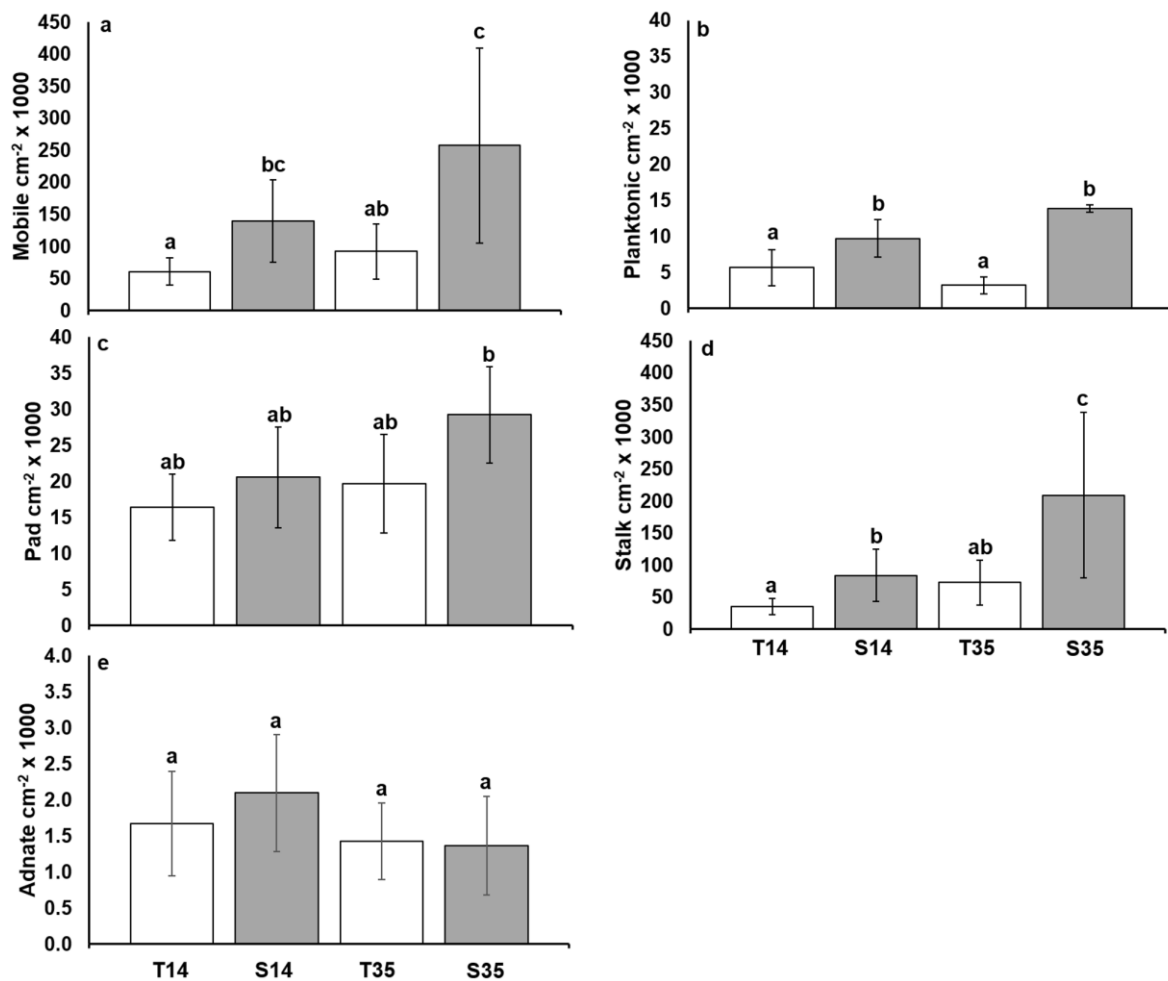 a
Mobile cm-2 x 1000
450
400
350
300
250
200
150
100
50
0
a
bc
ab
c
b
Planktonic cm-2 x 1000
40
35
30
25
20
15
10
5
0
a
b
a
b
c
Pad cm-2 x 1000
40
35
30
25
20
15
10
5
0
ab
ab
ab
b
d
Stalk cm-2 x 1000
450
400
350
300
250
200
150
100
50
0
a
b
ab
c
T14 S14 T35 S35
e
Adnate cm-2 x 1000
4.0
3.5
3.0
2.5
2.0
1.5
1.0
0.5
0.0
a
a
a
a
T14 S14 T35 S35